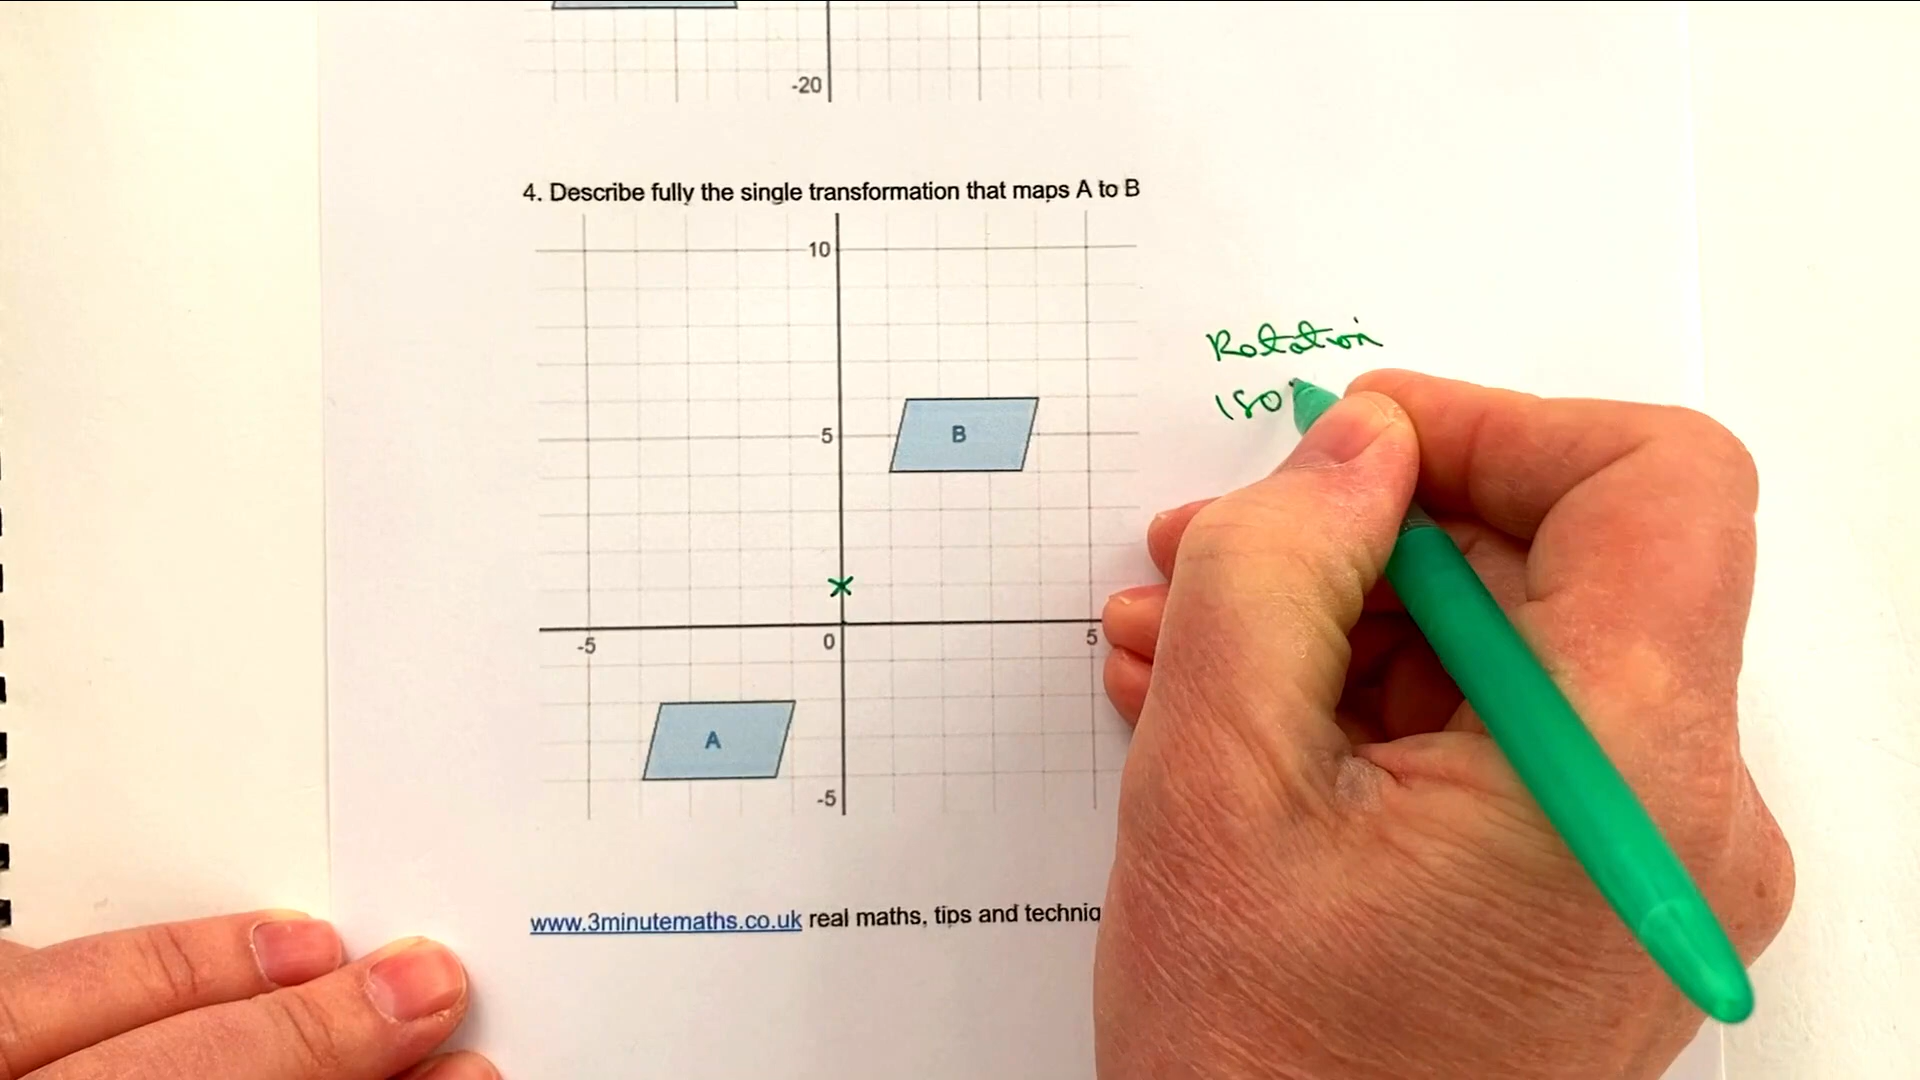 -20
4. Describe fully the single transformation that maps A to B
10
Rotation
180
5
B
-5
0
5
A
-5
www.3minutemaths.co.uk real maths, tips and techniq